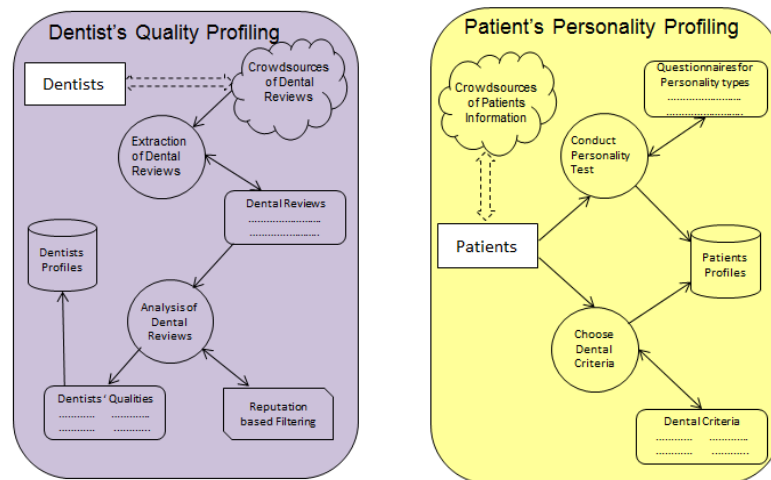 Dentist's Quality Profiling
Dentists
Crowdsources
of Dental
Reviews
Extraction
of Dental
Reviews
Dental Reviews
Dentists
Profiles
Analysis of
Dental
Reviews
Dentists ' Qualities
Reputation
based Filtering
Patient's Personality Profiling
Crowdsources
of Patients
Information
Questionnaires for
Personality types
Conduct
Personality
Test
Patients
Patients
Profiles
Choose
Dental
Criteria
Dental Criteria